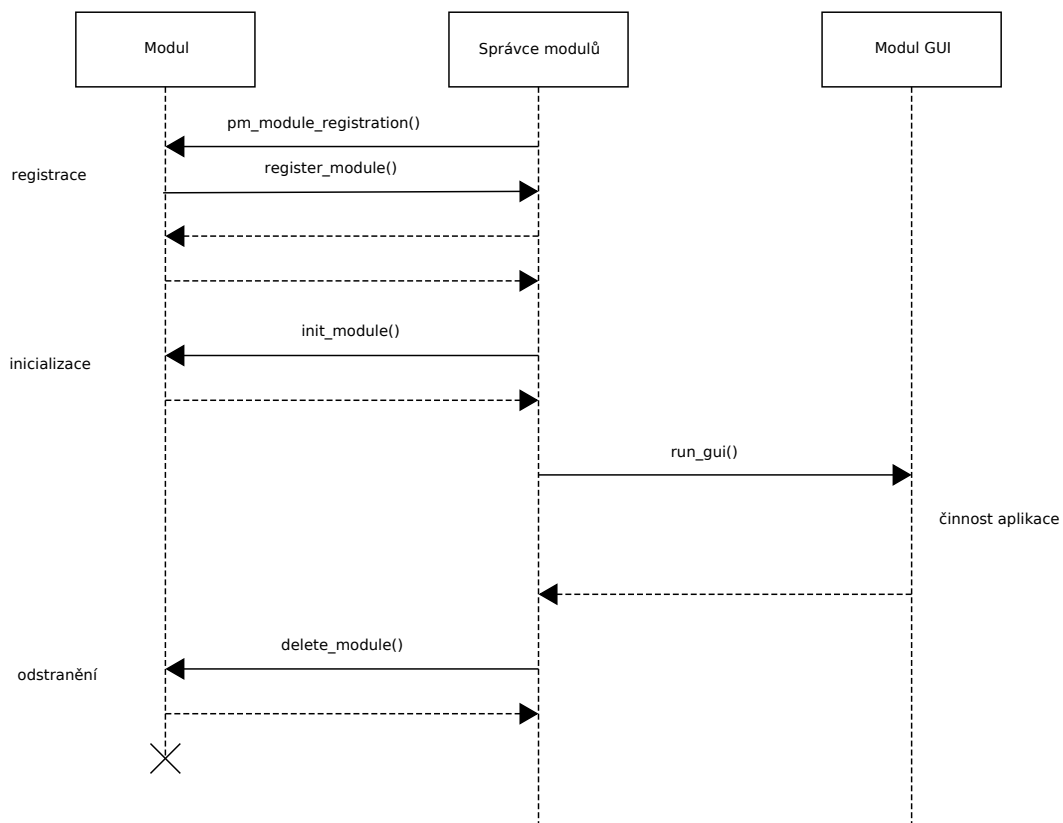 Modul
Správce modulů
Modul GUI
pm_module_registration()
registrace
register_module()
init_module()
inicializace
run_gui()
činnost aplikace
delete_module()
odstranění